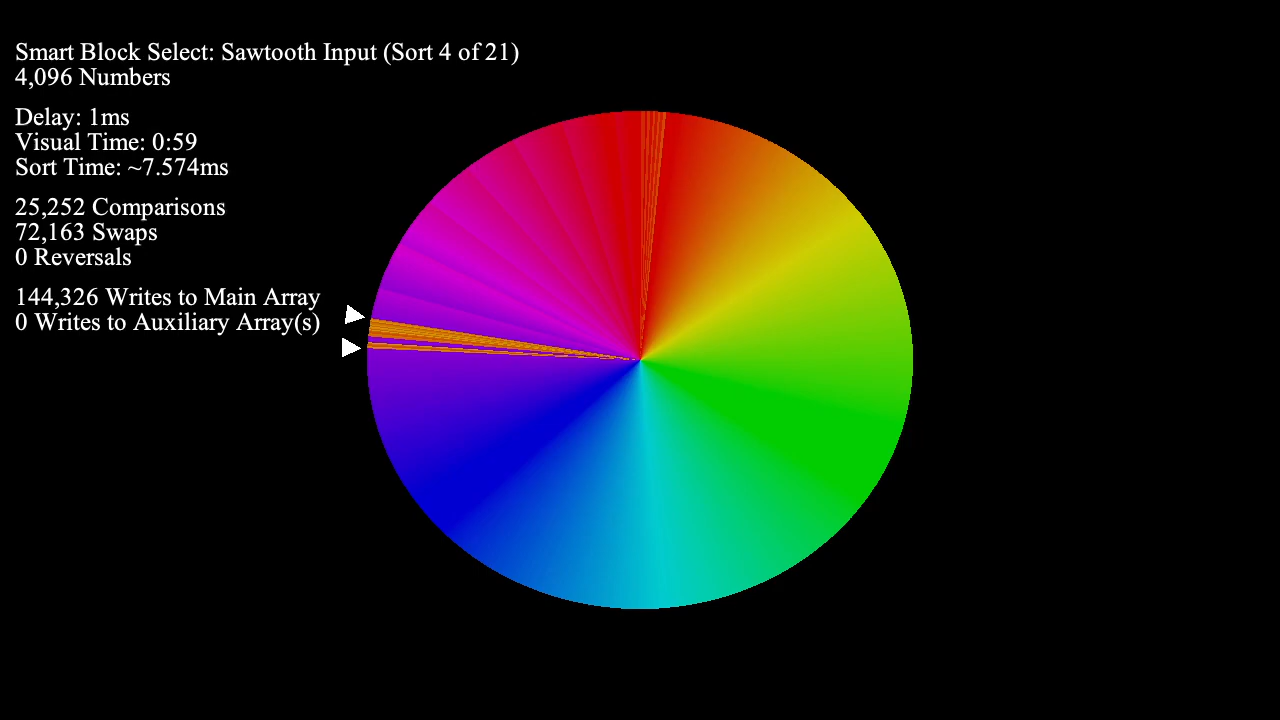 Smart Block Select: Sawtooth Input (Sort 4 of 21)
4,096 Numbers
Delay: 1ms
Visual Time: 0:59
Sort Time: ~7.574ms
25,252 Comparisons
72,163 Swaps
0 Reversals
144,326 Writes to Main Array
0 Writes to Auxiliary Array(s)